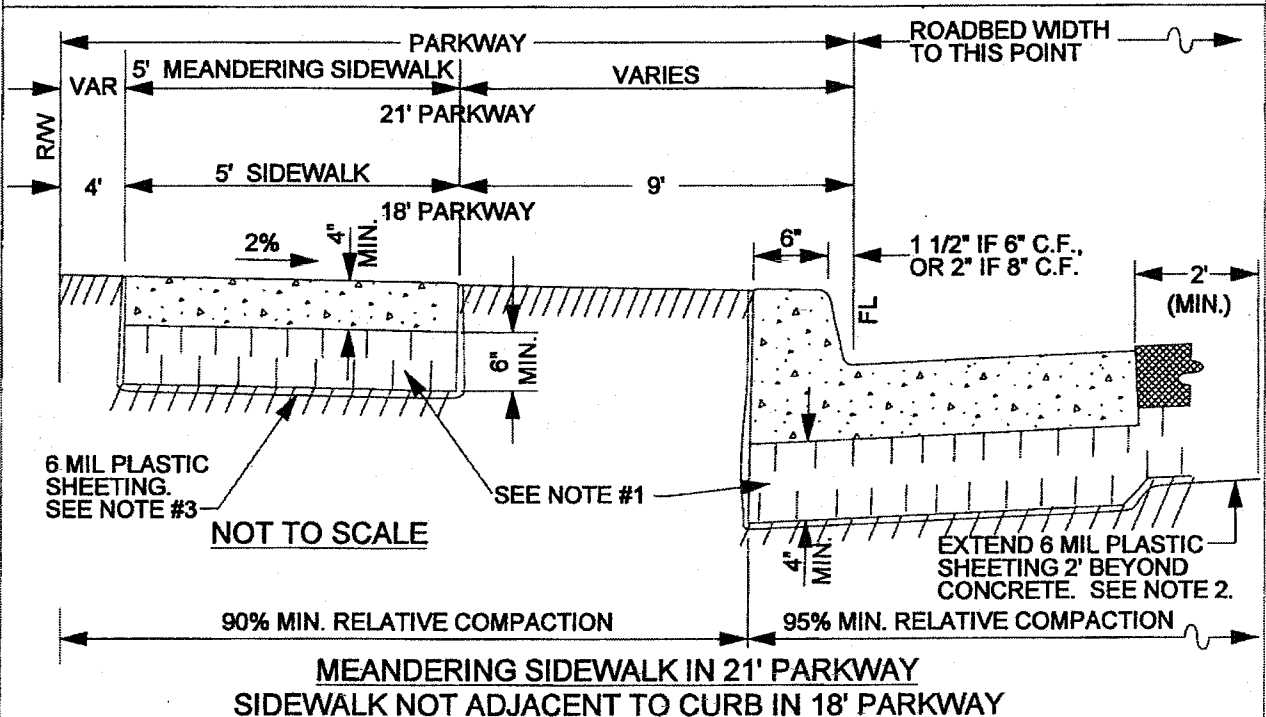 PARKWAY
ROADBED WIDTH
TO THIS POINT
VAR
5' MEANDERING SIDEWALK
VARIES
21' PARKWAY
R/W
4'
5' SIDEWALK
9'
18' PARKWAY
2%
4"
MIN.
6"
1 1/2" IF 6" C.F.,
OR 2" IF 8" C.F.
2'
(MIN.)
FL
6"
MIN.
6 MIL PLASTIC
SHEETING.
SEE NOTE #3
SEE NOTE #1
NOT TO SCALE
4"
MIN.
EXTEND 6 MIL PLASTIC
SHEETING 2' BEYOND
CONCRETE. SEE NOTE 2.
90% MIN. RELATIVE COMPACTION
95% MIN. RELATIVE COMPACTION
MEANDERING SIDEWALK IN 21' PARKWAY
SIDEWALK NOT ADJACENT TO CURB IN 18' PARKWAY